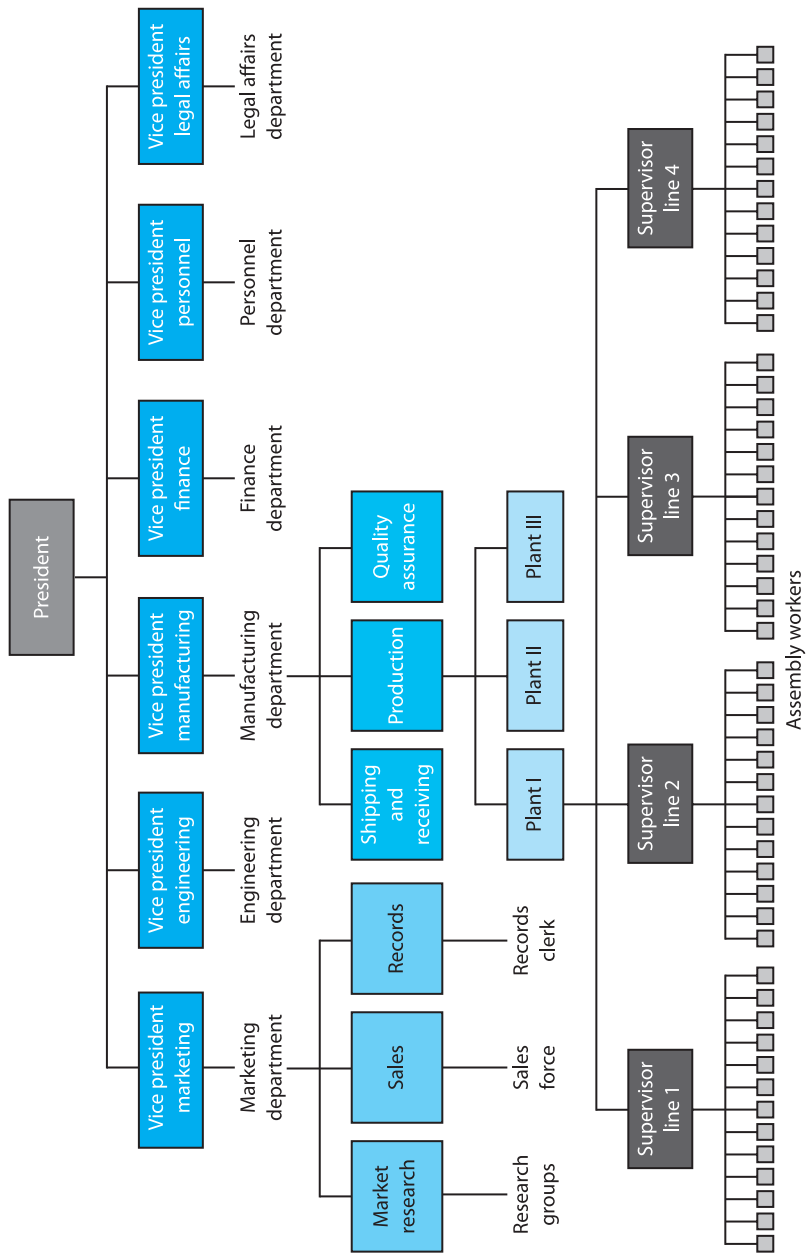 President
Vice president
marketing
Vice president
engineering
Vice president
manufacturing
Vice president
finance
Vice president
personnel
Vice president
legal affairs
Marketing
department
Engineering
department
Manufacturing
department
Finance
department
Personnel
department
Legal affairs
department
Market
research
Sales
Records
Shipping
and
receiving
Production
Quality
assurance
Research
groups
Sales
force
Records
clerk
Plant I
Plant II
Plant III
Supervisor
line 1
Supervisor
line 2
Supervisor
line 3
Supervisor
line 4
Assembly workers